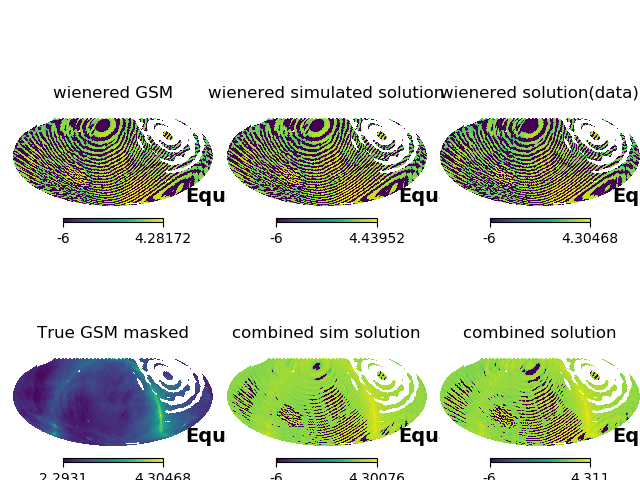 wienered GSM
wienered simulated solution
wienered solution(data)
Equ
Equ
Eq
-6 4.28172
-6 4.43952
-6 4.30468
True GSM masked
combined sim solution
combined solution
Equ
Equ
Eq
2.2931 4.30468
-6 4.30076
-6 4.311